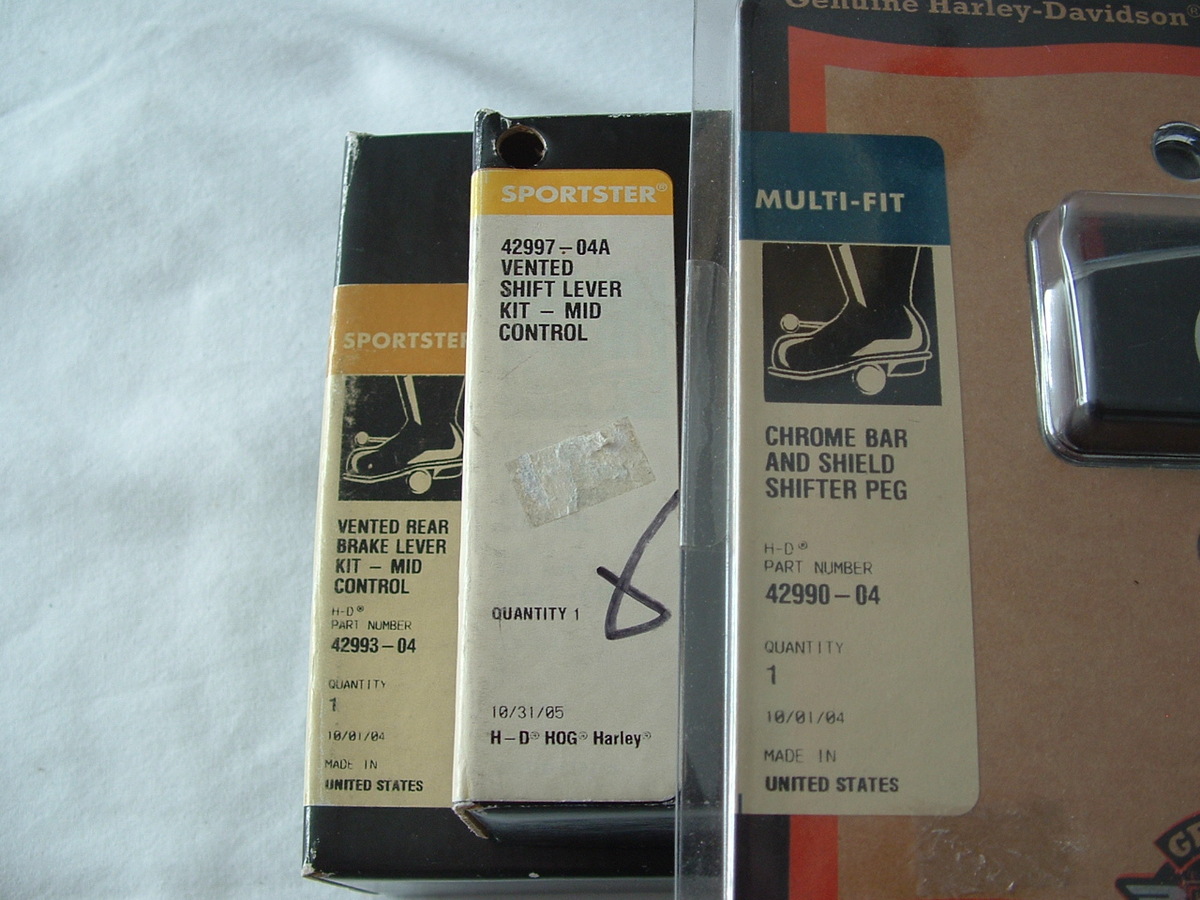 Genuine Harley-Davidson®
SPORTSTER
VENTED REAR
BRAKE LEVER
KIT – MID
CONTROL
H-D®
PART NUMBER
42993-04
QUANTITY
1
10/01/04
MADE IN
UNITED STATES
SPORTSTER®
42997-04A
VENTED
SHIFT LEVER
KIT – MID
CONTROL
QUANTITY 1
10/31/05
H-D® HOG® Harley®
MULTI-FIT
CHROME BAR
AND SHIELD
SHIFTER PEG
H-D®
PART NUMBER
42990-04
QUANTITY
1
10/01/04
MADE IN
UNITED STATES